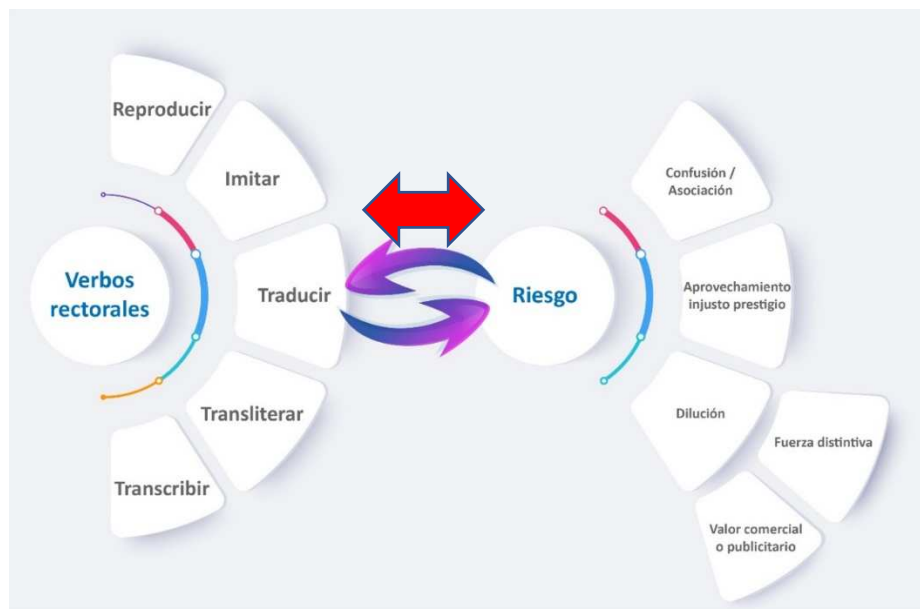 Reproducir
Imitar
Verbos
rectorales
Traducir
Transliterar
Transcribir
Riesgo
Confusión /
Asociación
Aprovechamiento
injusto prestigio
Dilución
Fuerza distintiva
Valor comercial
o publicitario